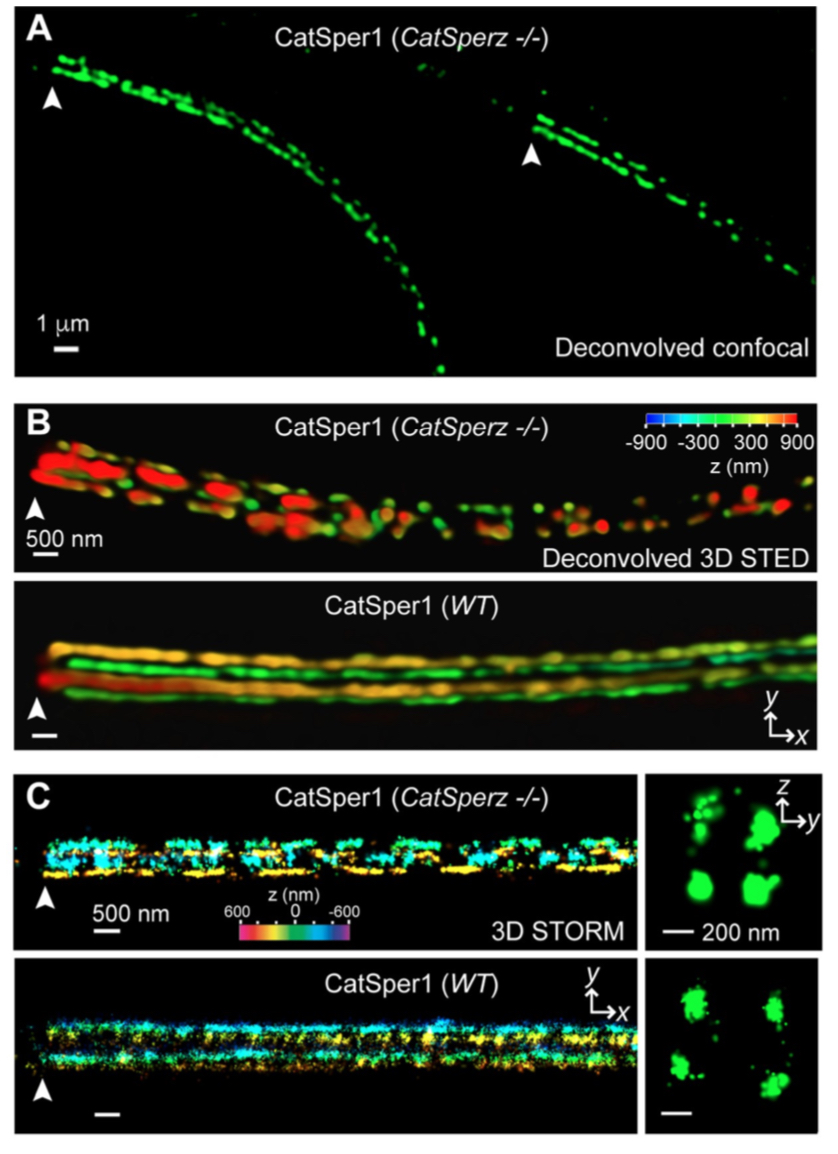 A
CatSper1 (CatSperz -/-)
1 μm
Deconvolved confocal
B
CatSper1 (CatSperz -/-)
-900 -300 300 900
z (nm)
500 nm
Deconvolved 3D STED
CatSper1 (WT)
y
x
C
CatSper1 (CatSperz -/-)
z (nm)
600 0 -600
500 nm
3D STORM
z
y
200 nm
CatSper1 (WT)
y
x